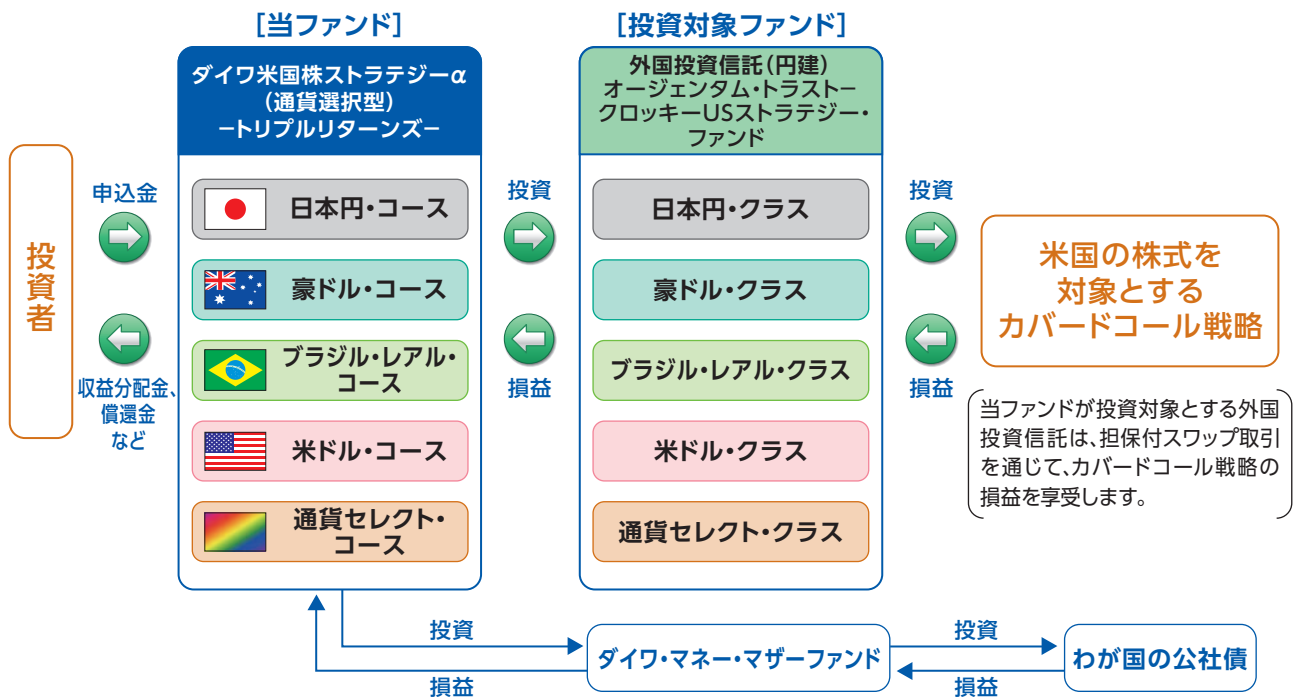 [当ファンド]
[投資対象ファンド]
ダイワ米国株ストラテジーα
(通貨選択型)
－トリプルリターンズ－
外国投資信託(円建)
オージェンタム・トラスト－
クロッキーUSストラテジー・
ファンド
投資者
申込金
収益分配金、
償還金
など
日本円・コース
豪ドル・コース
ブラジル・レアル・
コース
米ドル・コース
通貨セレクト・
コース
投資
損益
日本円・クラス
豪ドル・クラス
ブラジル・レアル・クラス
米ドル・クラス
通貨セレクト・クラス
投資
損益
米国の株式を
対象とする
カバードコール戦略
当ファンドが投資対象とする外国
投資信託は、担保付スワップ取引
を通じて、カバードコール戦略の
損益を享受します。
投資
損益
ダイワ・マネー・マザーファンド
投資
損益
わが国の公社債